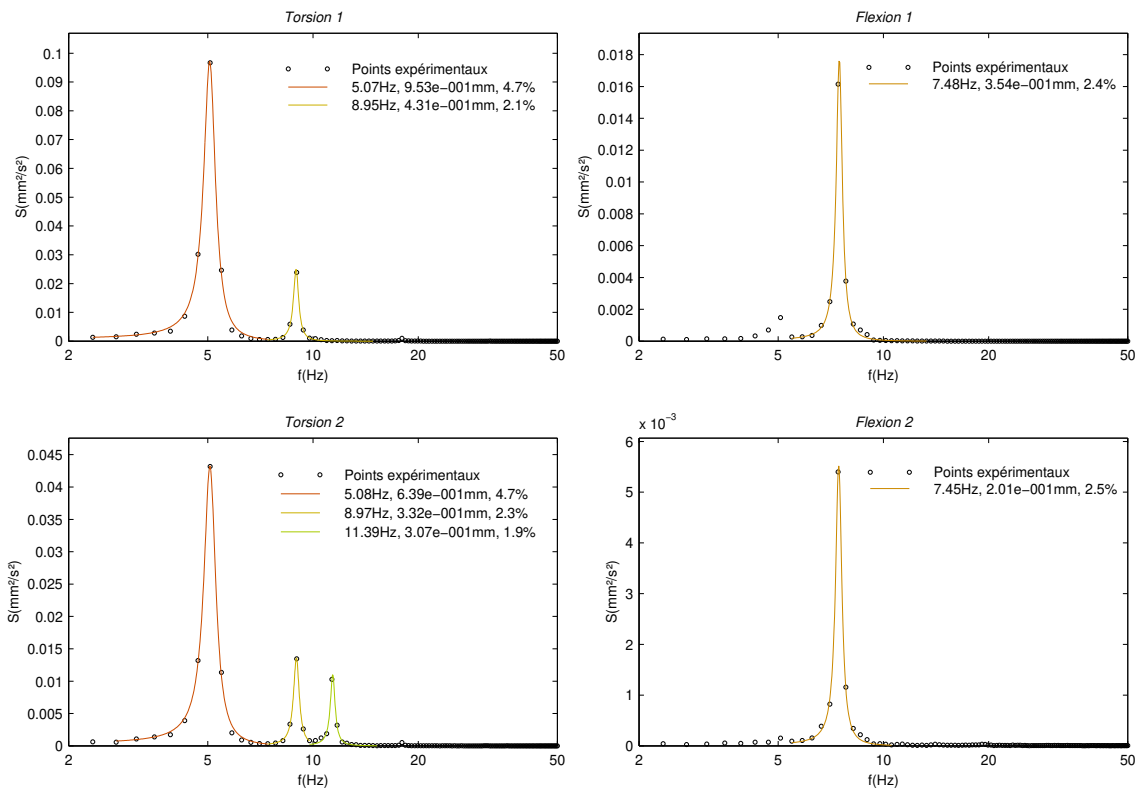 Torsion 1
0.1
0.09
0.08
0.07
0.06
0.05
0.04
0.03
0.02
0.01
0
S(mm²/s²)
Points expérimentaux
5.07Hz, 9.53e−001mm, 4.7%
8.95Hz, 4.31e−001mm, 2.1%
2 5 10 20 50
f(Hz)
Flexion 1
0.018
0.016
0.014
0.012
0.01
0.008
0.006
0.004
0.002
0
S(mm²/s²)
Points expérimentaux
7.48Hz, 3.54e−001mm, 2.4%
2 5 10 20 50
f(Hz)
Torsion 2
0.045
0.04
0.035
0.03
0.025
0.02
0.015
0.01
0.005
0
S(mm²/s²)
Points expérimentaux
5.08Hz, 6.39e−001mm, 4.7%
8.97Hz, 3.32e−001mm, 2.3%
11.39Hz, 3.07e−001mm, 1.9%
2 5 10 20 50
f(Hz)
Flexion 2
x 10⁻³
6
5
4
3
2
1
0
S(mm²/s²)
Points expérimentaux
7.45Hz, 2.01e−001mm, 2.5%
2 5 10 20 50
f(Hz)